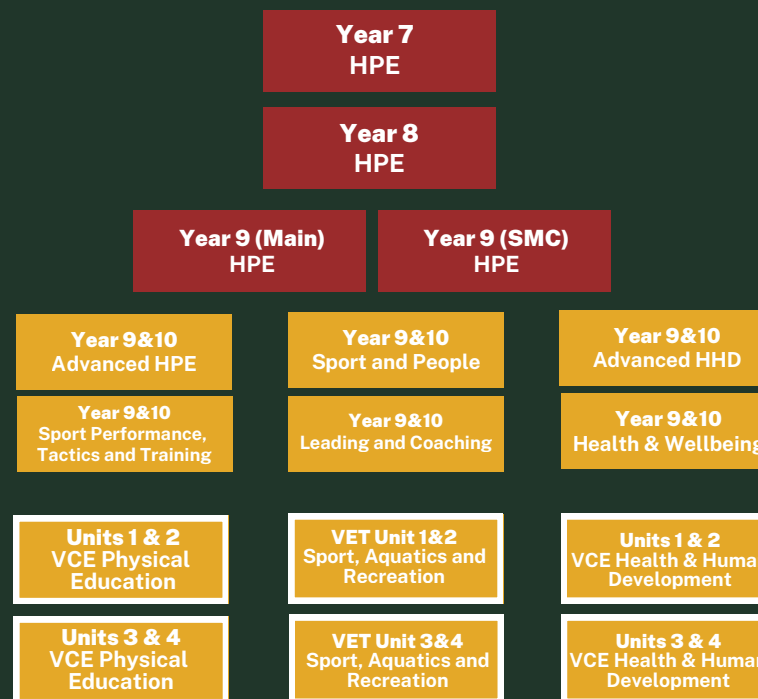 Year 7
HPE
Year 8
HPE
Year 9 (Main)
HPE
Year 9 (SMC)
HPE
Year 9&10
Advanced HPE
Year 9&10
Sport and People
Year 9&10
Advanced HHD
Year 9&10
Sport Performance,
Tactics and Training
Year 9&10
Leading and Coaching
Year 9&10
Health & Wellbeing
Units 1 & 2
VCE Physical
Education
VET Unit 1&2
Sport, Aquatics and
Recreation
Units 1 & 2
VCE Health & Huma
Development
Units 3 & 4
VCE Physical
Education
VET Unit 3&4
Sport, Aquatics and
Recreation
Units 3 & 4
VCE Health & Huma
Development